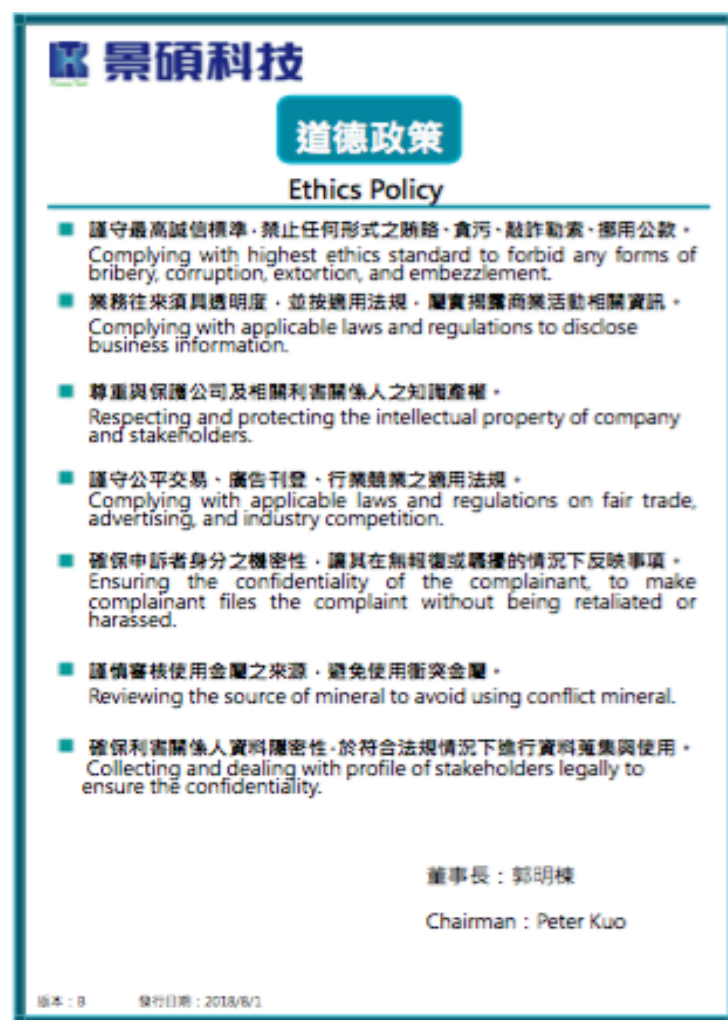 景碩科技
道德政策
Ethics Policy
謹守最高誠信標準，禁止任何形式之賄賂、貪污、敲詐勒索、挪用公款。
Complying with highest ethics standard to forbid any forms of
bribery, corruption, extortion, and embezzlement.
業務往來須具透明度，並按適用法規，屬實揭露商業活動相關資訊。
Complying with applicable laws and regulations to disclose
business information.
尊重與保護公司及相關利害關係人之知識產權。
Respecting and protecting the intellectual property of company
and stakeholders.
謹守公平交易、廣告刊登、行業競業之適用法規。
Complying with applicable laws and regulations on fair trade,
advertising, and industry competition.
確保申訴者身分之機密性，讓其在無報復或騷擾的情況下反映事項。
Ensuring the confidentiality of the complainant, to make
complainant files the complaint without being retaliated or
harassed.
謹慎審核使用金屬之來源，避免使用衝突金屬。
Reviewing the source of mineral to avoid using conflict mineral.
確保利害關係人資料隱密性，於符合法規情況下進行資料蒐集與使用。
Collecting and dealing with profile of stakeholders legally to
ensure the confidentiality.
董事長：郭明棟
Chairman：Peter Kuo
版本：B 發行日期：2018/6/1